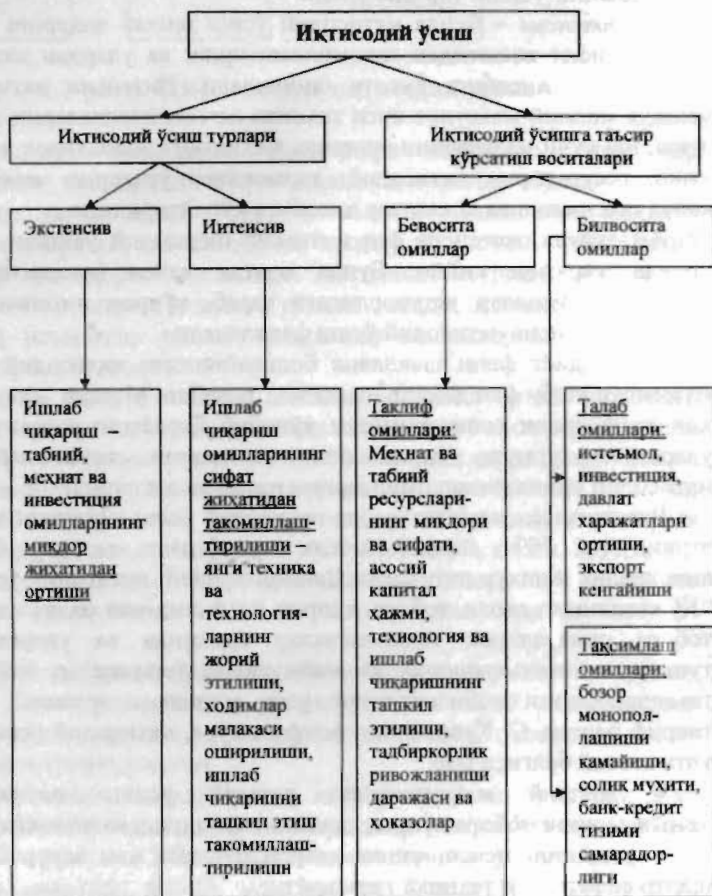 Иқтисодий ўсиш
Иқтисодий ўсиш турлари
Иқтисодий ўсишга таъсир
кўрсатиш воситалари
Экстенсив
Интенсив
Бевосита
омиллар
Билвосита
омиллар
Ишлаб
чиқариш –
табиий,
меҳнат ва
инвестиция
омилларининг
миқдор
жиҳатидан
ортиши
Ишлаб
чиқариш
омилларининг
сифат
жиҳатидан
такомиллаш-
тирилиши –
янги техника
ва
технология-
ларнинг
жорий
ходимлар
малакаси
оширилиши,
ишлаб
чиқаришни
ташкил этиш
такомиллаш-
тирилиши
Таклиф
омиллари:
Меҳнат ва
табиий
ресурслари-
нинг миқдори
ва сифати,
асосий
капитал
ҳажми,
технология ва
ишлаб
чиқаришни
ташкил
этилиши,
тадбиркорлик
ривожланиши
даражаси ва
ҳоказолар
Талаб
омиллари:
истеъмол,
инвестиция,
давлат
харажатлари
ортиши,
экспорт
кенгайиши
Тақсимлаш
омиллари:
бозор
монопол-
лашиши
камайиши,
мухити,
банк-кредит
тизими
самарадор-
лиги